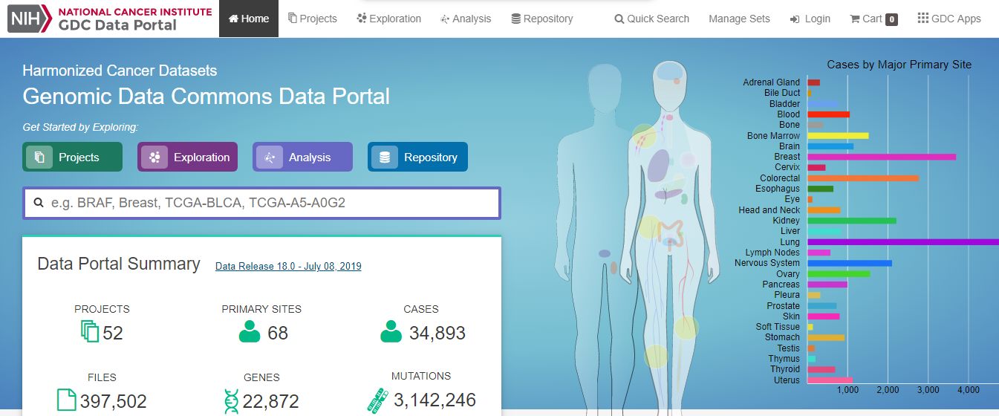 NIH NATIONAL CANCER INSTITUTE
GDC Data Portal
Home Projects Exploration Analysis Repository Quick Search Manage Sets Login Cart 0 GDC Apps
Harmonized Cancer Datasets
Genomic Data Commons Data Portal
Get Started by Exploring:
Projects Exploration Analysis Repository
e.g. BRAF, Breast, TCGA-BLCA, TCGA-A5-A0G2
Data Portal Summary Data Release 18.0 - July 08, 2019
PROJECTS PRIMARY SITES CASES
52 68 34,893
FILES GENES MUTATIONS
397,502 22,872 3,142,246
Cases by Major Primary Site
Adrenal Gland
Bile Duct
Bladder
Blood
Bone
Bone Marrow
Brain
Breast
Cervix
Colorectal
Esophagus
Eye
Head and Neck
Kidney
Liver
Lung
Lymph Nodes
Nervous System
Ovary
Pancreas
Pleura
Prostate
Skin
Soft Tissue
Stomach
Testis
Thymus
Thyroid
Uterus
1,000 2,000 3,000 4,000